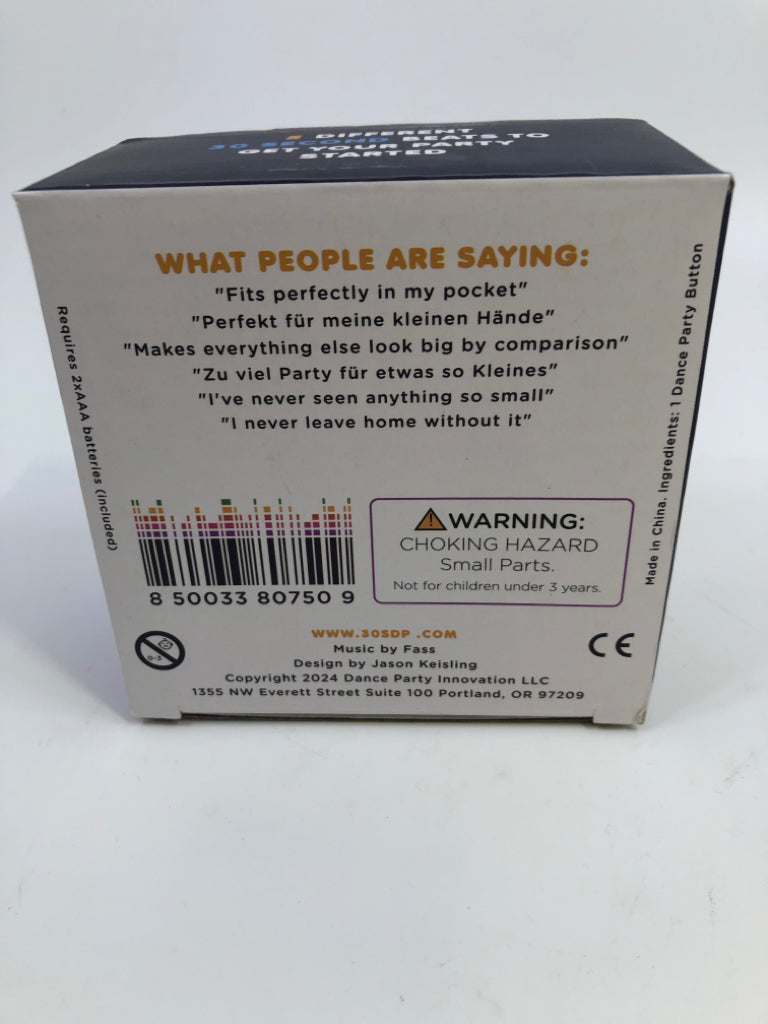 5 DIFFERENT
30 SECOND BEATS TO
GET YOUR PARTY
STARTED
WHAT PEOPLE ARE SAYING:
"Fits perfectly in my pocket"
"Perfekt für meine kleinen Hände"
"Makes everything else look big by comparison"
"Zu viel Party für etwas so Kleines"
"I've never seen anything so small"
"I never leave home without it"
Requires 2xAAA batteries (included)
Made in China. Ingredients: 1 Dance Party Button
8 50033 80750 9
WARNING:
CHOKING HAZARD
Small Parts.
Not for children under 3 years.
0-3
CE
WWW.30SDP .COM
Music by Fass
Design by Jason Keisling
Copyright 2024 Dance Party Innovation LLC
1355 NW Everett Street Suite 100 Portland, OR 97209